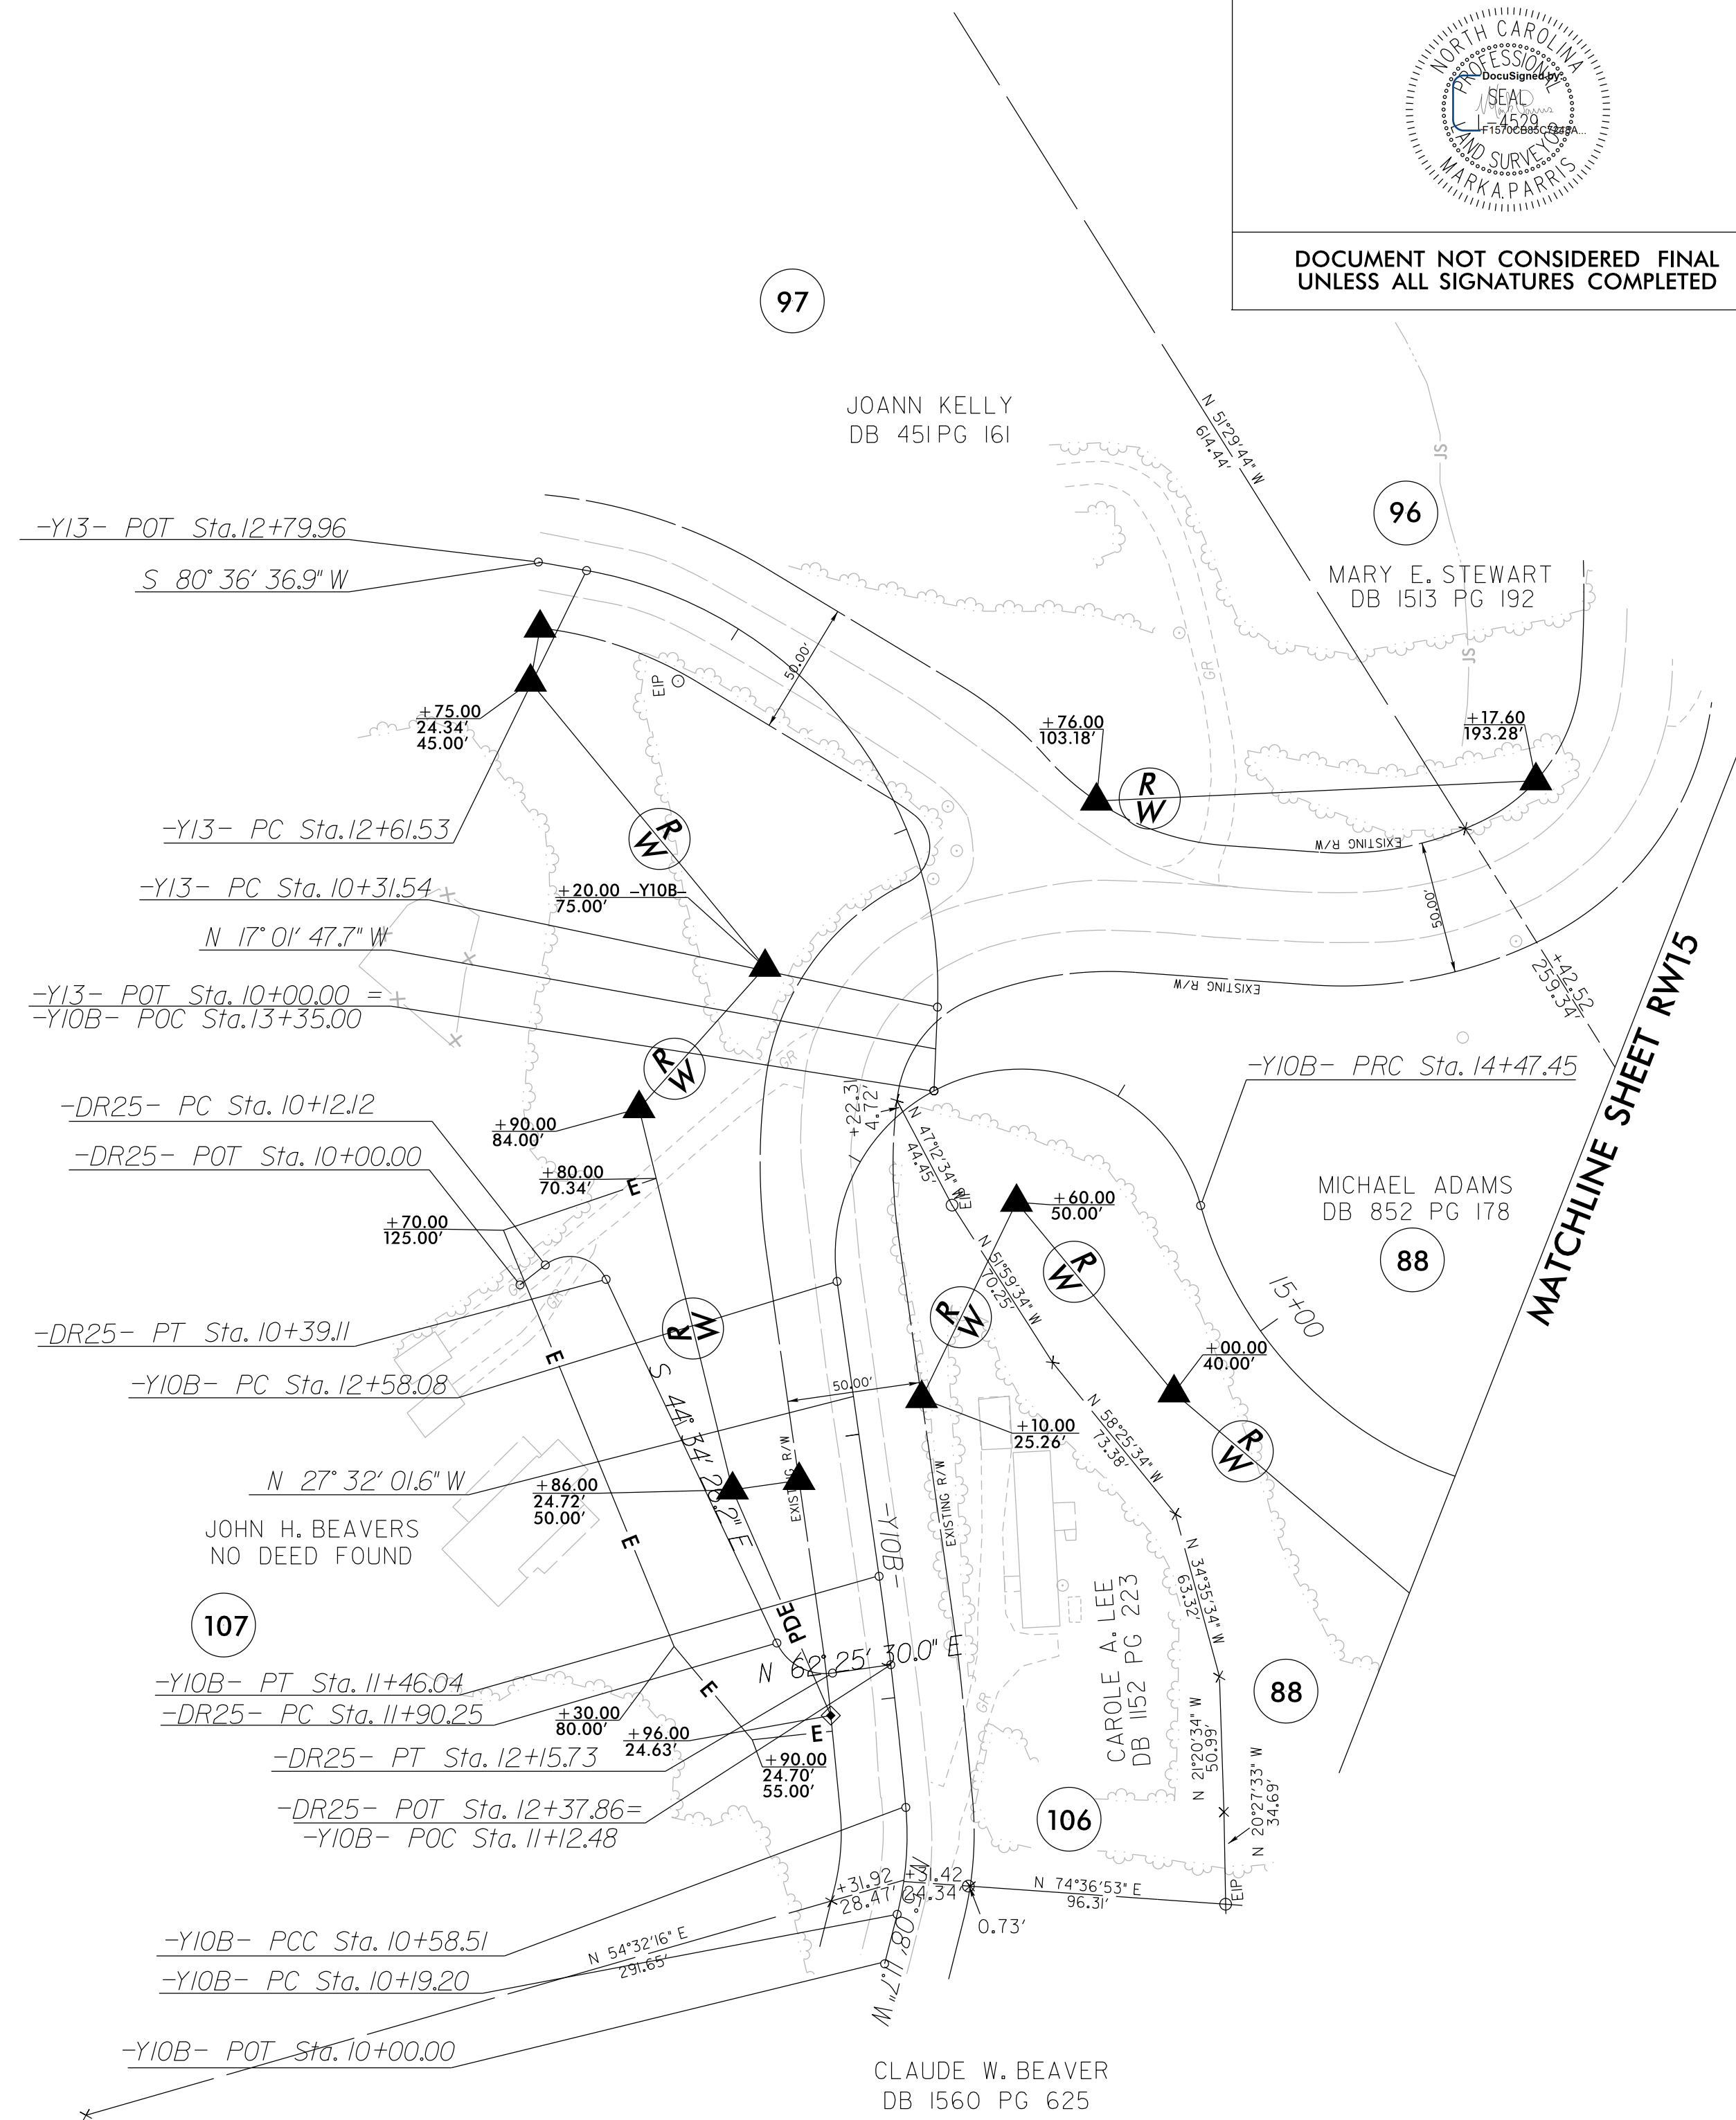 NORTH CAROLINA
PROFESSIONAL
DocuSigned by:
SEAL
L-4529
LAND SURVEYOR
MARK A. PARRIS
DOCUMENT NOT CONSIDERED FINAL
UNLESS ALL SIGNATURES COMPLETED
97
JOANN KELLY
DB 451 PG 161
N 51°29'44" W
614.44'
JS
96
MARY E. STEWART
DB 1513 PG 192
JS
-Y13- POT Sta. 12+79.96
S 80° 36' 36.9" W
50.00'
GR
EIP
+75.00
24.34'
45.00'
+76.00
103.18'
+17.60
193.28'
R
W
R
W
-Y13- PC Sta. 12+61.53
EXISTING R/W
-Y13- PC Sta. 10+31.54
+20.00 -Y10B-
75.00'
50.00'
N 17° 01' 47.7" W
+42.52
259.34'
EXISTING R/W
MATCHLINE SHEET RW15
-Y13- POT Sta. 10+00.00 =
-Y10B- POC Sta. 13+35.00
R
W
GR
-Y10B- PRC Sta. 14+47.45
-DR25- PC Sta. 10+12.12
+90.00
84.00'
+22.31
4.72'
N 47°12'34" W
44.45'
-DR25- POT Sta. 10+00.00
+80.00
70.34'
E
EIP
+60.00
50.00'
MICHAEL ADAMS
DB 852 PG 178
88
+70.00
125.00'
N 51°59'34" W
70.25'
R
W
GR
-DR25- PT Sta. 10+39.11
R
W
R
W
15+00
E
+00.00
40.00'
-Y10B- PC Sta. 12+58.08
50.00'
S 44° 34' 28.2" E
N 58°25'34" W
73.38'
+10.00
25.26'
R
W
N 27° 32' 01.6" W
EXISTING R/W
+86.00
24.72'
50.00'
EXISTING R/W
JOHN H. BEAVERS
NO DEED FOUND
E
-Y10B-
N 34°35'34" W
63.32'
107
PDE
CAROLE A. LEE
DB 1152 PG 223
N 62° 25' 30.0" E
-Y10B- PT Sta. 11+46.04
-DR25- PC Sta. 11+90.25
E
+30.00
80.00'
+96.00
24.63'
E
88
GR
N 21°20'34" W
50.99'
-DR25- PT Sta. 12+15.73
+90.00
24.70'
55.00'
N 20°27'33" W
34.69'
-DR25- POT Sta. 12+37.86=
-Y10B- POC Sta. 11+12.48
106
+31.92
28.47'
+31.42
24.34'
N 74°36'53" E
96.31'
EIP
0.73'
-Y10B- PCC Sta. 10+58.51
N 54°32'16" E
291.65'
-Y10B- PC Sta. 10+19.20
-Y10B- POT Sta. 10+00.00
CLAUDE W. BEAVER
DB 1560 PG 625